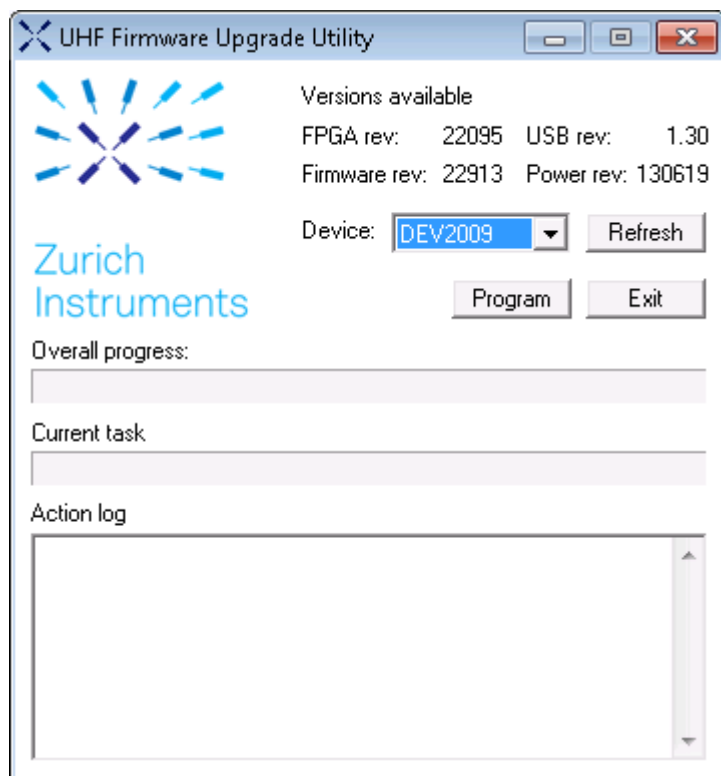 UHF Firmware Upgrade Utility
Versions available
FPGA rev: 22095 USB rev: 1.30
Firmware rev: 22913 Power rev: 130619
Device: DEV2009 Refresh
Zurich
Instruments
Program Exit
Overall progress:
Current task
Action log